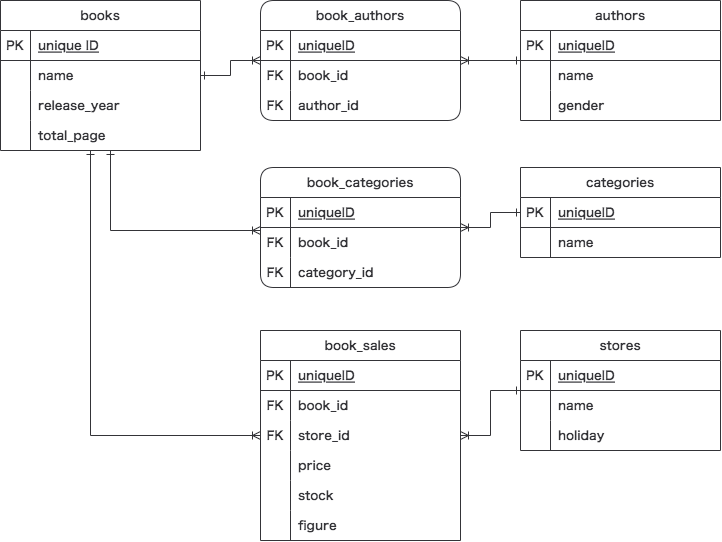 books
PK unique ID
name
release_year
total_page
book_authors
PK uniqueID
FK book_id
FK author_id
authors
PK uniqueID
name
gender
book_categories
PK uniqueID
FK book_id
FK category_id
categories
PK uniqueID
name
book_sales
PK uniqueID
FK book_id
FK store_id
price
stock
figure
stores
PK uniqueID
name
holiday